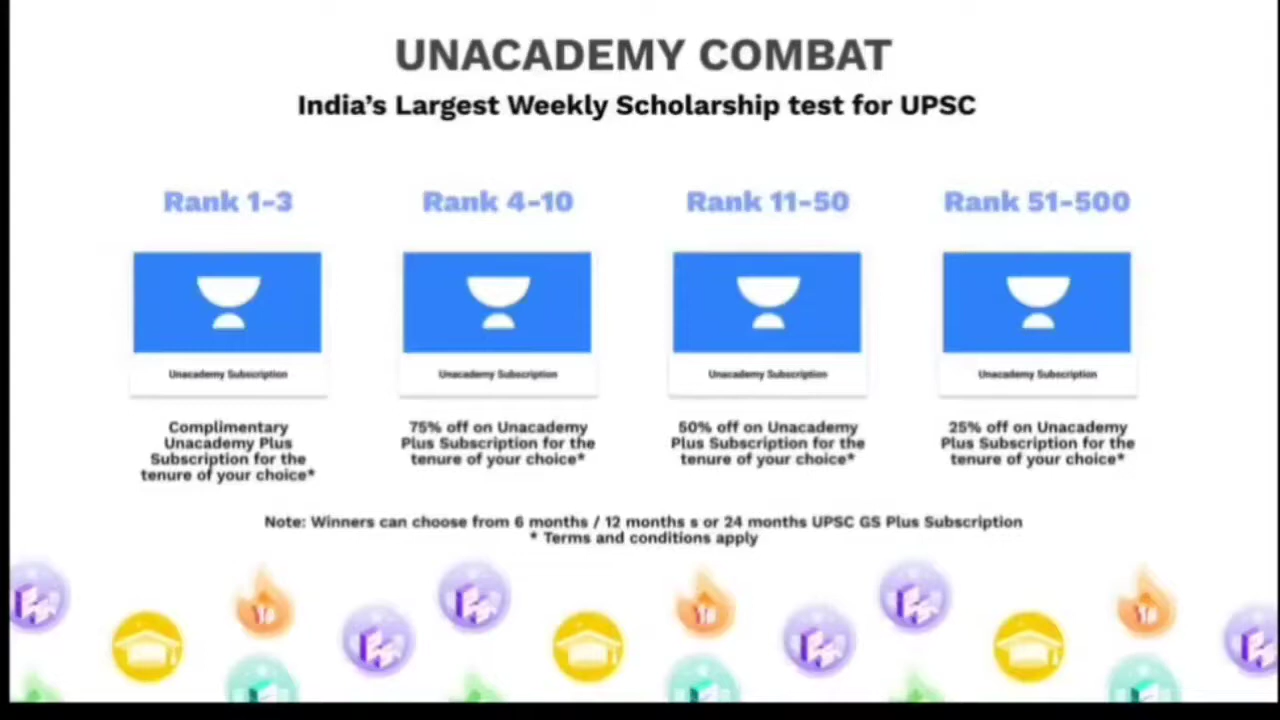 UNACADEMY COMBAT
India's Largest Weekly Scholarship test for UPSC
Rank 1-3
Rank 4-10
Rank 11-50
Rank 51-500
Unacademy Subscription
Unacademy Subscription
Unacademy Subscription
Unacademy Subscription
Complimentary
Unacademy Plus
Subscription for the
tenure of your choice*
75% off on Unacademy
Plus Subscription for the
tenure of your choice*
50% off on Unacademy
Plus Subscription for the
tenure of your choice*
25% off on Unacademy
Plus Subscription for the
tenure of your choice*
Note: Winners can choose from 6 months / 12 months s or 24 months UPSC GS Plus Subscription
* Terms and conditions apply